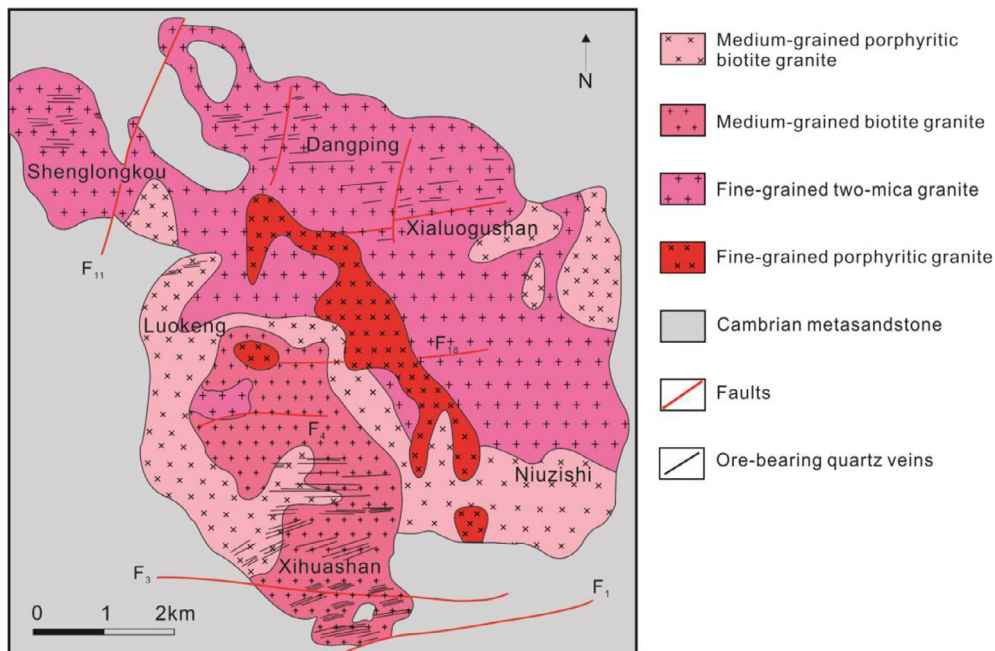 N
Dangping
Shenglongkou
Xialuogushan
F11
Luokeng
F18
F4
Niuzishi
Xihuashan
F3
F1
0 1 2km
Medium-grained porphyritic
biotite granite
Medium-grained biotite granite
Fine-grained two-mica granite
Fine-grained porphyritic granite
Cambrian metasandstone
Faults
Ore-bearing quartz veins